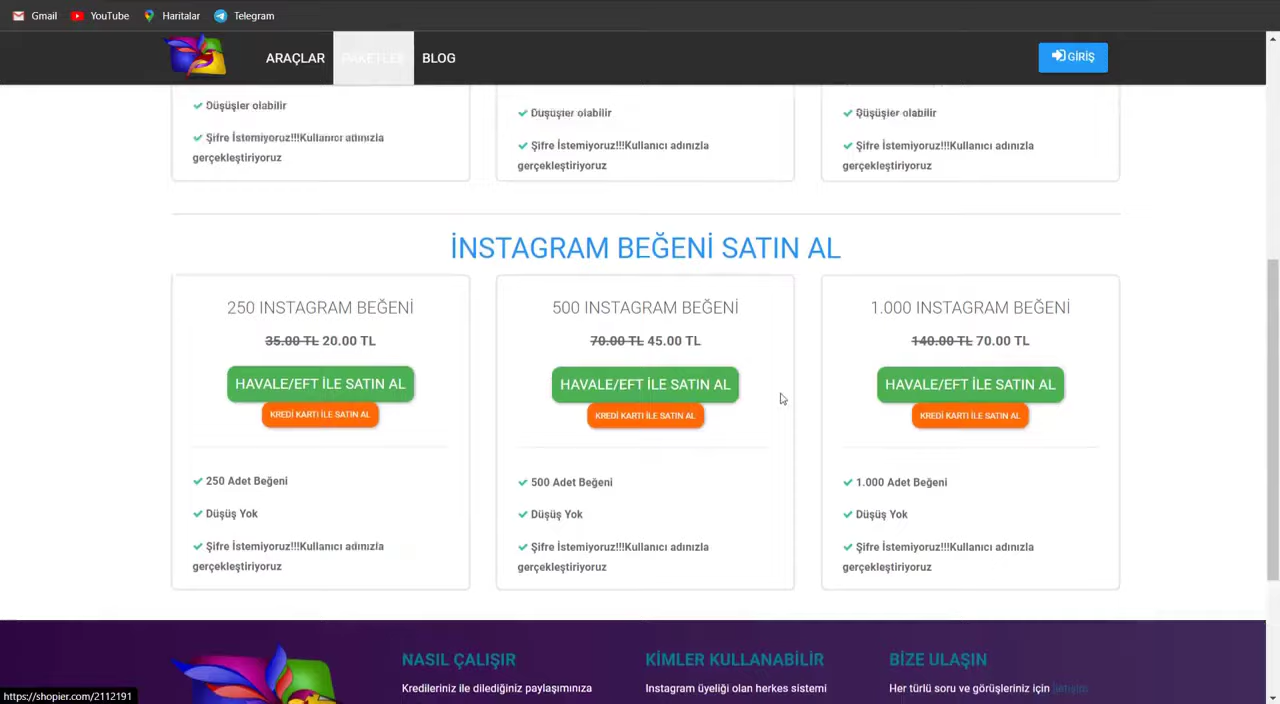 Gmail YouTube Haritalar Telegram
ARAÇLAR PAKETLER BLOG GİRİŞ
Düşüşler olabilir
Şifre İstemiyoruz!!!Kullanıcı adınızla
gerçekleştiriyoruz
Düşüşler olabilir
Şifre İstemiyoruz!!!Kullanıcı adınızla
gerçekleştiriyoruz
Düşüşler olabilir
Şifre İstemiyoruz!!!Kullanıcı adınızla
gerçekleştiriyoruz
İNSTAGRAM BEĞENİ SATIN AL
250 INSTAGRAM BEĞENİ
35.00 TL 20.00 TL
HAVALE/EFT İLE SATIN AL
KREDİ KARTI İLE SATIN AL
250 Adet Beğeni
Düşüş Yok
Şifre İstemiyoruz!!!Kullanıcı adınızla
gerçekleştiriyoruz
500 INSTAGRAM BEĞENİ
70.00 TL 45.00 TL
HAVALE/EFT İLE SATIN AL
KREDİ KARTI İLE SATIN AL
500 Adet Beğeni
Düşüş Yok
Şifre İstemiyoruz!!!Kullanıcı adınızla
gerçekleştiriyoruz
1.000 INSTAGRAM BEĞENİ
140.00 TL 70.00 TL
HAVALE/EFT İLE SATIN AL
KREDİ KARTI İLE SATIN AL
1.000 Adet Beğeni
Düşüş Yok
Şifre İstemiyoruz!!!Kullanıcı adınızla
gerçekleştiriyoruz
NASIL ÇALIŞIR
Kredileriniz ile dilediğiniz paylaşımınıza
KİMLER KULLANABİLİR
Instagram üyeliği olan herkes sistemi
BİZE ULAŞIN
Her türlü soru ve görüşleriniz için iletişim
https://shopier.com/2112191